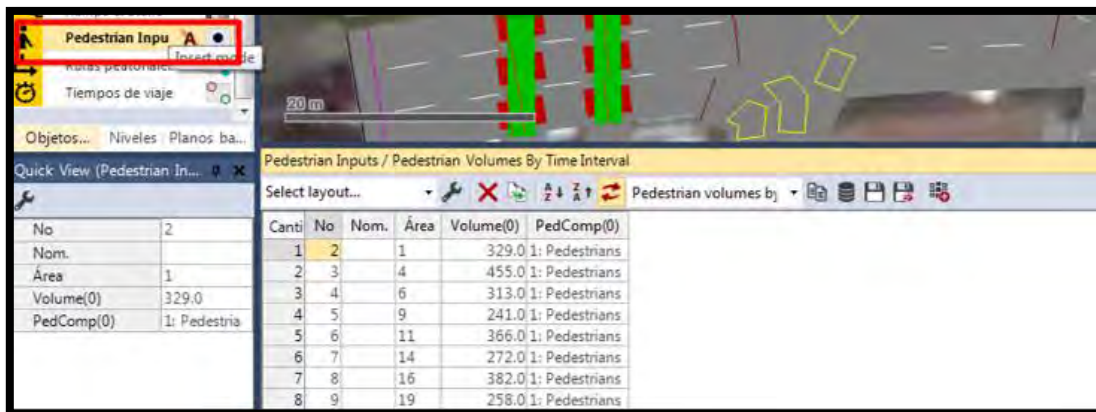 Pedestrian Inpu A
Insert mode
Tiempos de viaje
Objetos... Niveles Planos ba...
20 m
Quick View (Pedestrian In...
No 2
Nom.
Área 1
Volume(0) 329.0
PedComp(0) 1: Pedestria
Pedestrian Inputs / Pedestrian Volumes By Time Interval
Select layout... Pedestrian volumes by
Canti No Nom. Área Volume(0) PedComp(0)
1 2 1 329.0 1: Pedestrians
2 3 4 455.0 1: Pedestrians
3 4 6 313.0 1: Pedestrians
4 5 9 241.0 1: Pedestrians
5 6 11 366.0 1: Pedestrians
6 7 14 272.0 1: Pedestrians
7 8 16 382.0 1: Pedestrians
8 9 19 258.0 1: Pedestrians